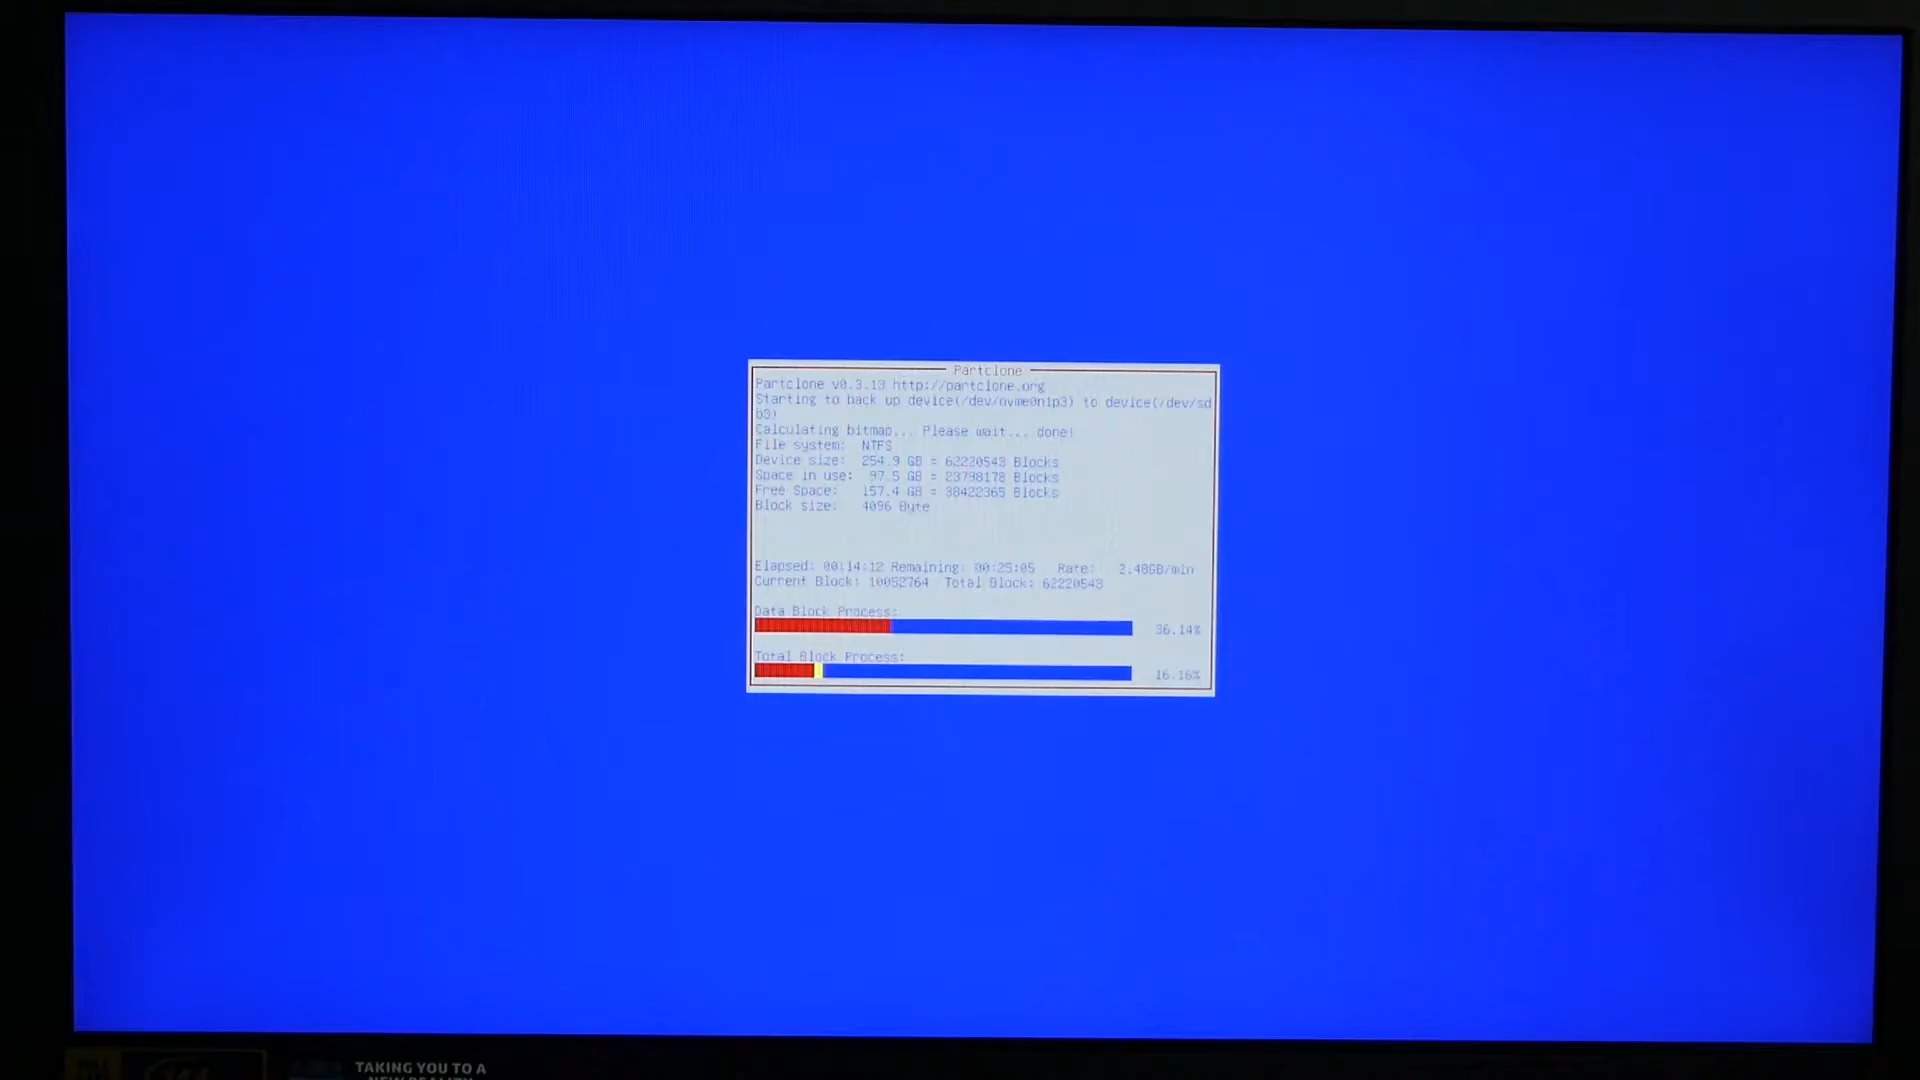 Partclone
Partclone v0.3.13 http://partclone.org
Starting to back up device(/dev/nvme0n1p3) to device(/dev/sd
b3)
Calculating bitmap... Please wait... done!
File system: NTFS
Device size: 254.9 GB = 62220543 Blocks
Space in use: 97.5 GB = 23798178 Blocks
Free Space: 157.4 GB = 38422365 Blocks
Block size: 4096 Byte
Elapsed: 00:14:12 Remaining: 00:25:05 Rate: 2.48GB/min
Current Block: 10052764 Total Block: 62220543
Data Block Process:
36.14%
Total Block Process:
16.16%
TAKING YOU TO A
NEW REALITY